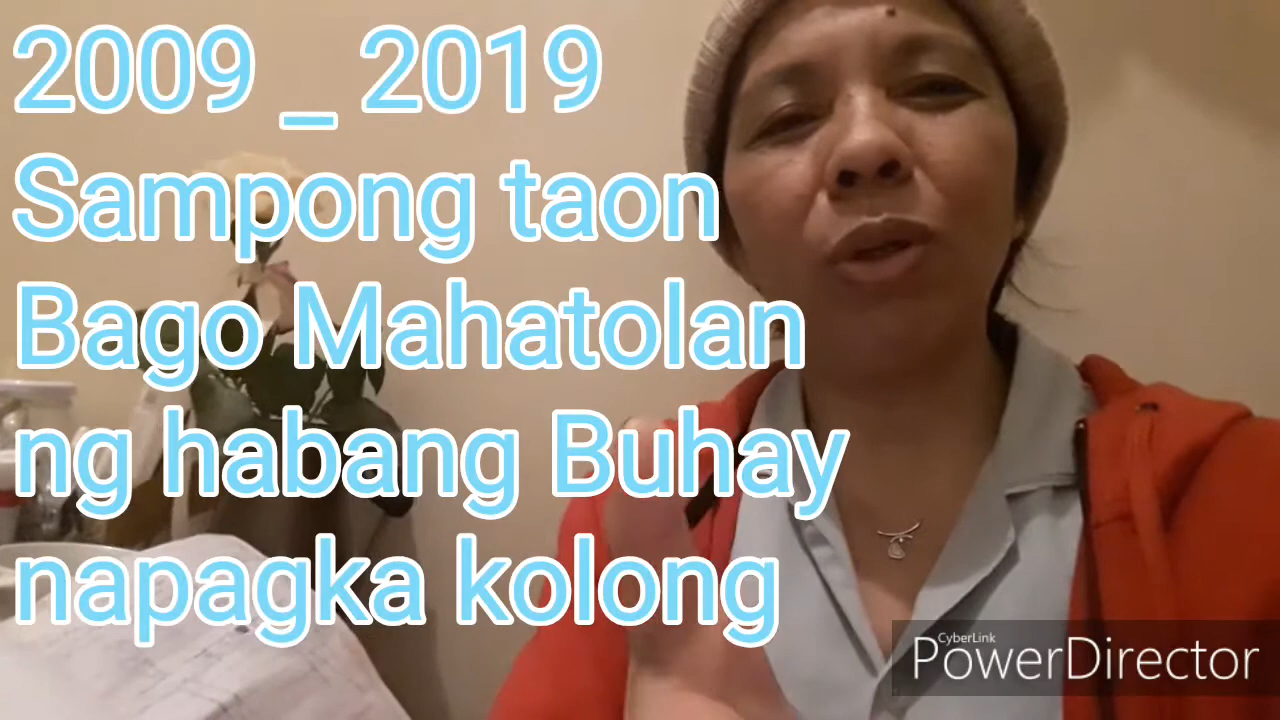 2009 _ 2019
Sampong taon
Bago Mahatolan
ng habang Buhay
napagka kolong
CyberLink
PowerDirector